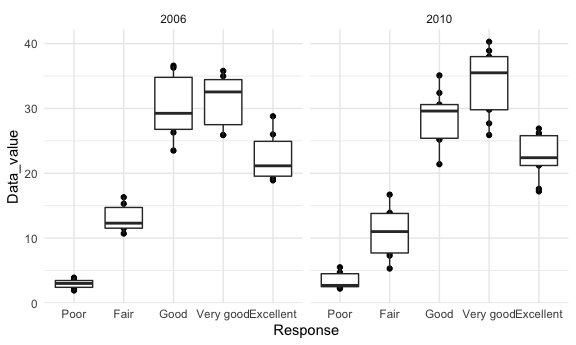 2006 2010
Data_value
40
30
20
10
0
Poor Fair Good Very good Excellent Poor Fair Good Very good Excellent
Response